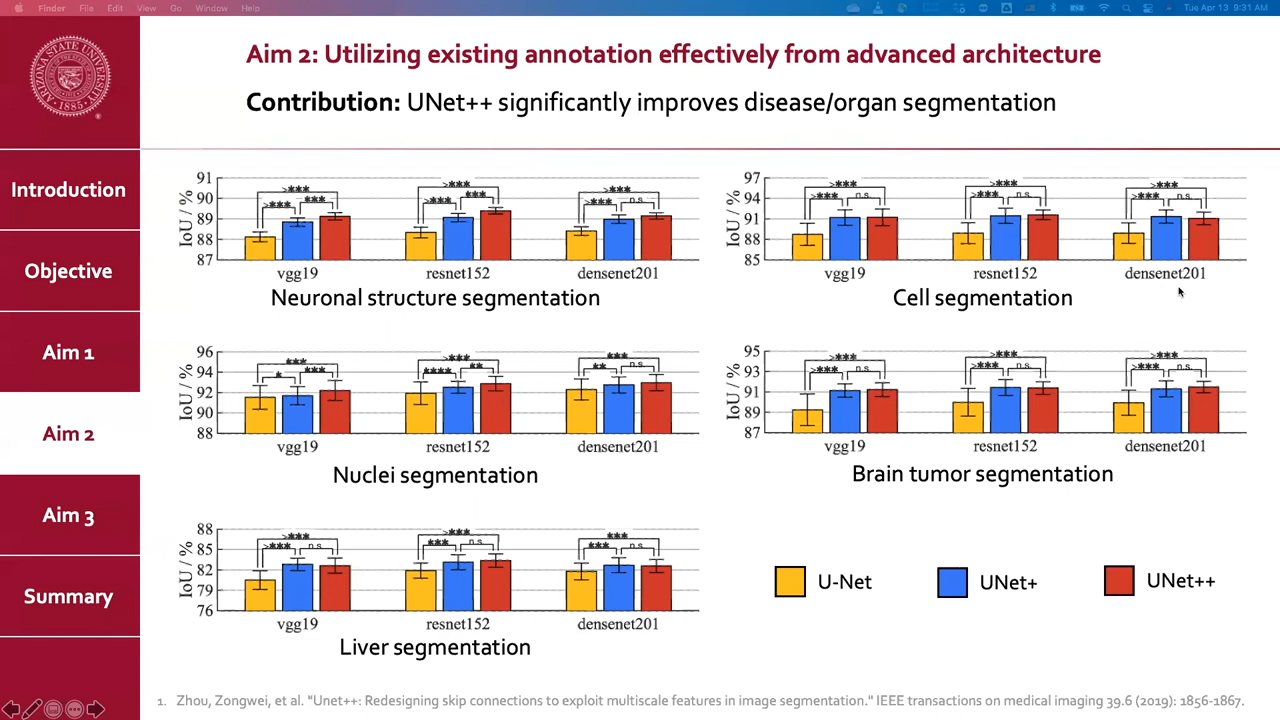 Finder File Edit View Go Window Help
Tue Apr 13 9:31 AM
ARIZONA STATE UNIVERSITY
1885
Aim 2: Utilizing existing annotation effectively from advanced architecture
Contribution: UNet++ significantly improves disease/organ segmentation
Introduction
Objective
Aim 1
Aim 2
Aim 3
Summary
IoU / %
91
90
89
88
87
>*** >*** ***
>*** >*** ***
>*** >*** n.s.
vgg19 resnet152 densenet201
Neuronal structure segmentation
IoU / %
97
94
91
88
85
>*** >*** n.s.
>*** >*** n.s.
>*** >*** n.s.
vgg19 resnet152 densenet201
Cell segmentation
IoU / %
96
94
92
90
88
*** * ***
>*** **** **
*** ** n.s.
vgg19 resnet152 densenet201
Nuclei segmentation
IoU / %
95
93
91
89
87
>*** >*** n.s.
>*** >*** n.s.
>*** >*** n.s.
vgg19 resnet152 densenet201
Brain tumor segmentation
IoU / %
88
85
82
79
76
>*** >*** n.s.
>*** *** n.s.
*** *** n.s.
vgg19 resnet152 densenet201
Liver segmentation
U-Net UNet+ UNet++
1. Zhou, Zongwei, et al. "Unet++: Redesigning skip connections to exploit multiscale features in image segmentation." IEEE transactions on medical imaging 39.6 (2019): 1856-1867.